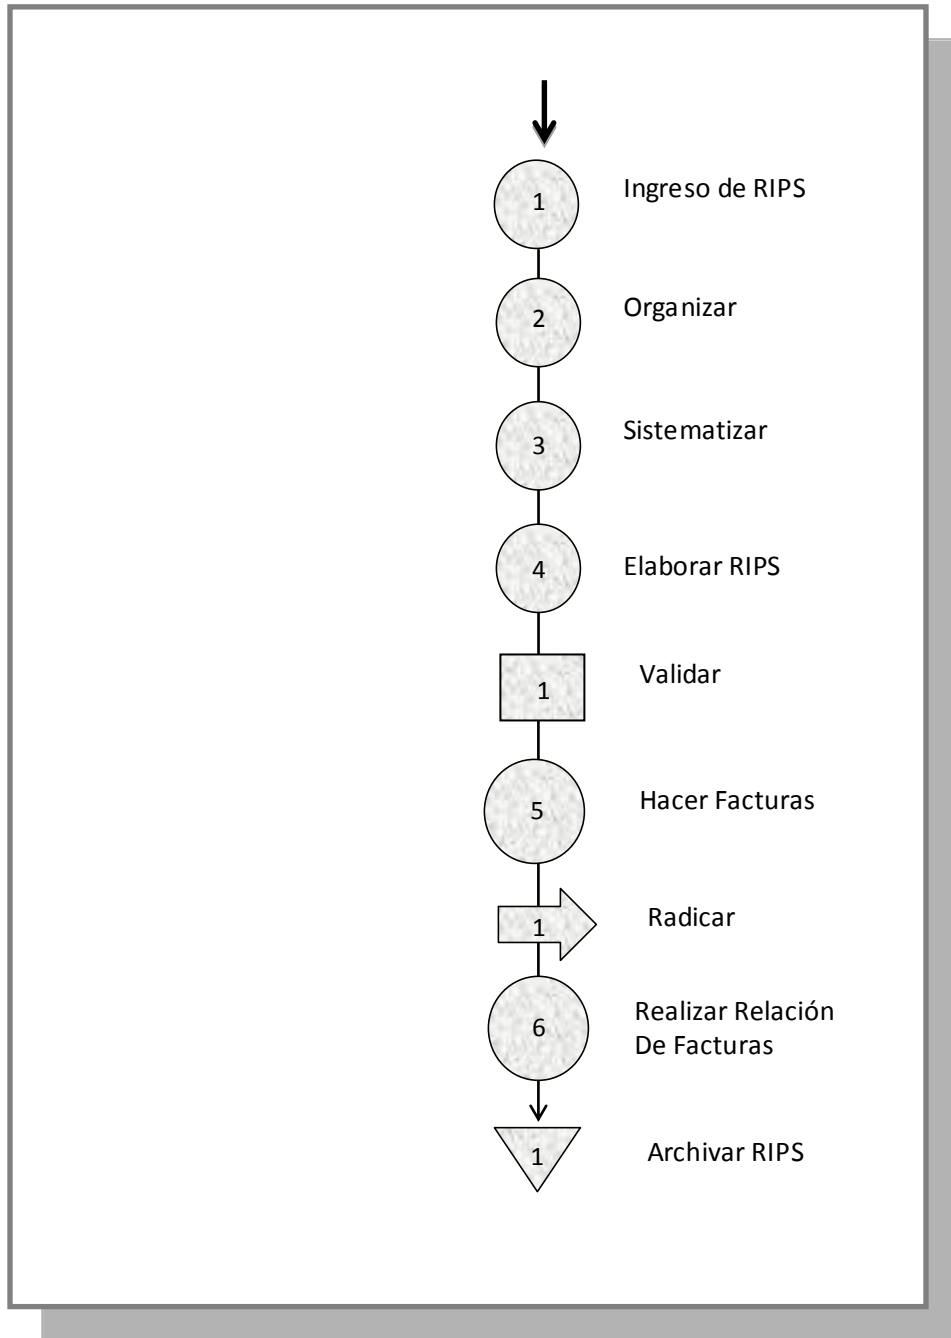 1 Ingreso de RIPS
2 Organizar
3 Sistematizar
4 Elaborar RIPS
1 Validar
5 Hacer Facturas
1 Radicar
6 Realizar Relación
De Facturas
1 Archivar RIPS